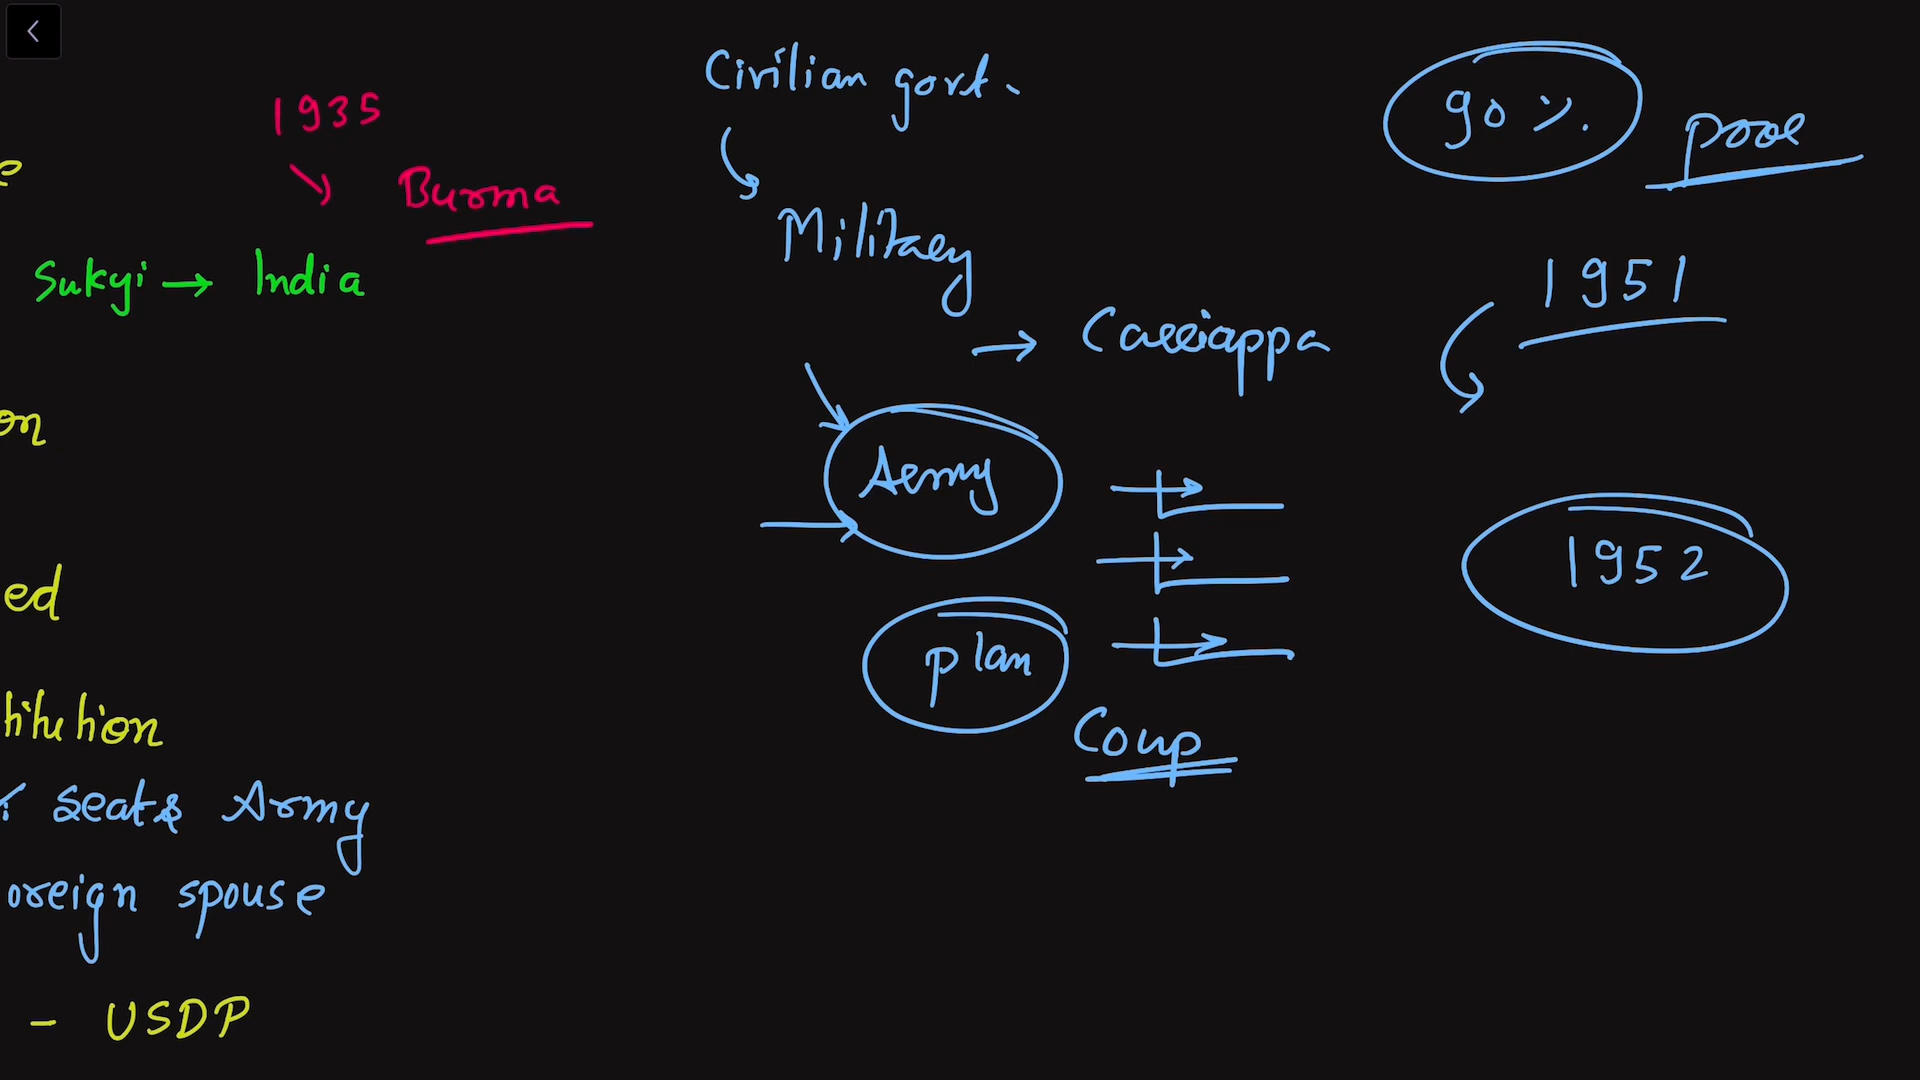 1935
Burma
Sukyi → India
on
ed
titution
seats Army
oreign spouse
- USDP
Civilian govt.
Military
→ Carriappa
Army
plan
Coup
90%.
poor
1951
1952